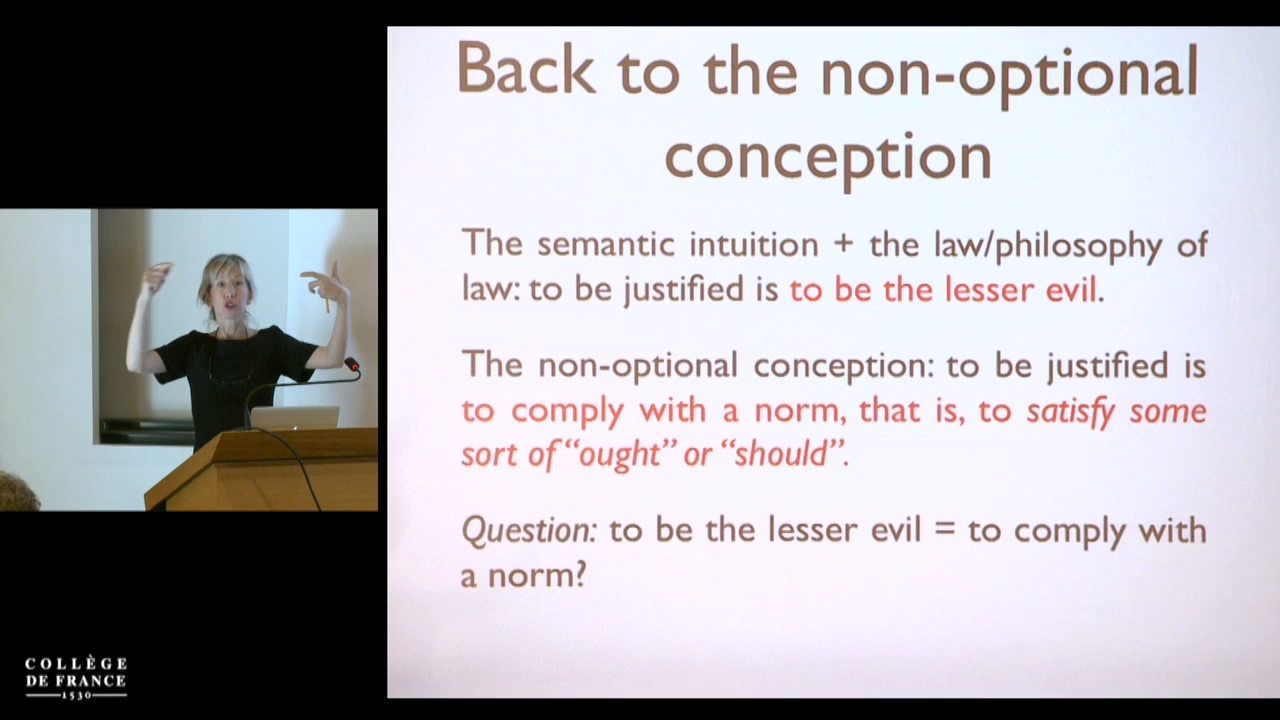 Back to the non-optional
conception
The semantic intuition + the law/philosophy of
law: to be justified is to be the lesser evil.
The non-optional conception: to be justified is
to comply with a norm, that is, to satisfy some
sort of “ought” or “should”.
Question: to be the lesser evil = to comply with
a norm?
COLLÈGE
DE FRANCE
1530